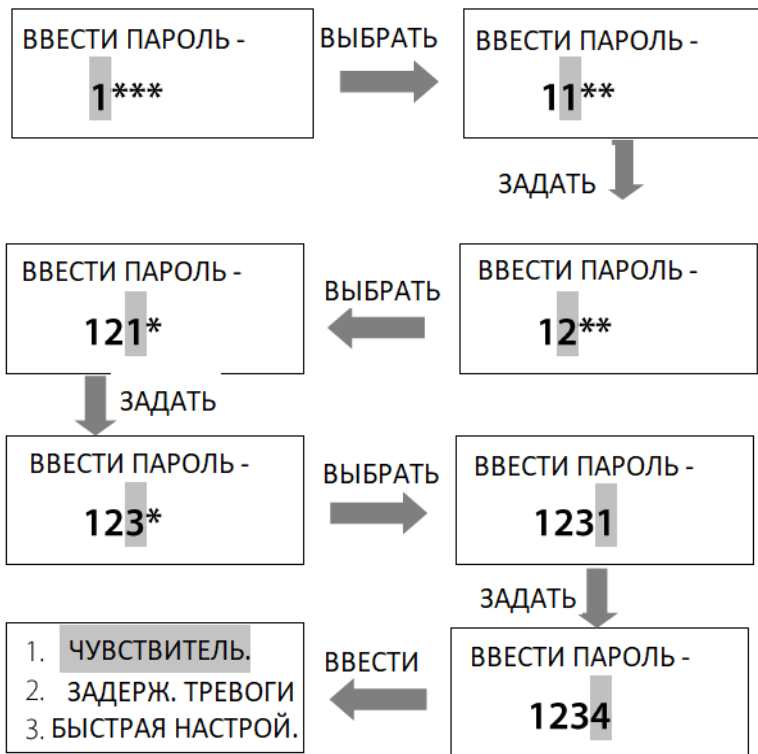 ВВЕСТИ ПАРОЛЬ -
1***
ВЫБРАТЬ
ВВЕСТИ ПАРОЛЬ -
11**
ЗАДАТЬ
ВВЕСТИ ПАРОЛЬ -
12**
ВЫБРАТЬ
ВВЕСТИ ПАРОЛЬ -
121*
ЗАДАТЬ
ВВЕСТИ ПАРОЛЬ -
123*
ВЫБРАТЬ
ВВЕСТИ ПАРОЛЬ -
1231
ЗАДАТЬ
ВВЕСТИ ПАРОЛЬ -
1234
ВВЕСТИ
1. ЧУВСТВИТЕЛЬ.
2. ЗАДЕРЖ. ТРЕВОГИ
3. БЫСТРАЯ НАСТРОЙ.